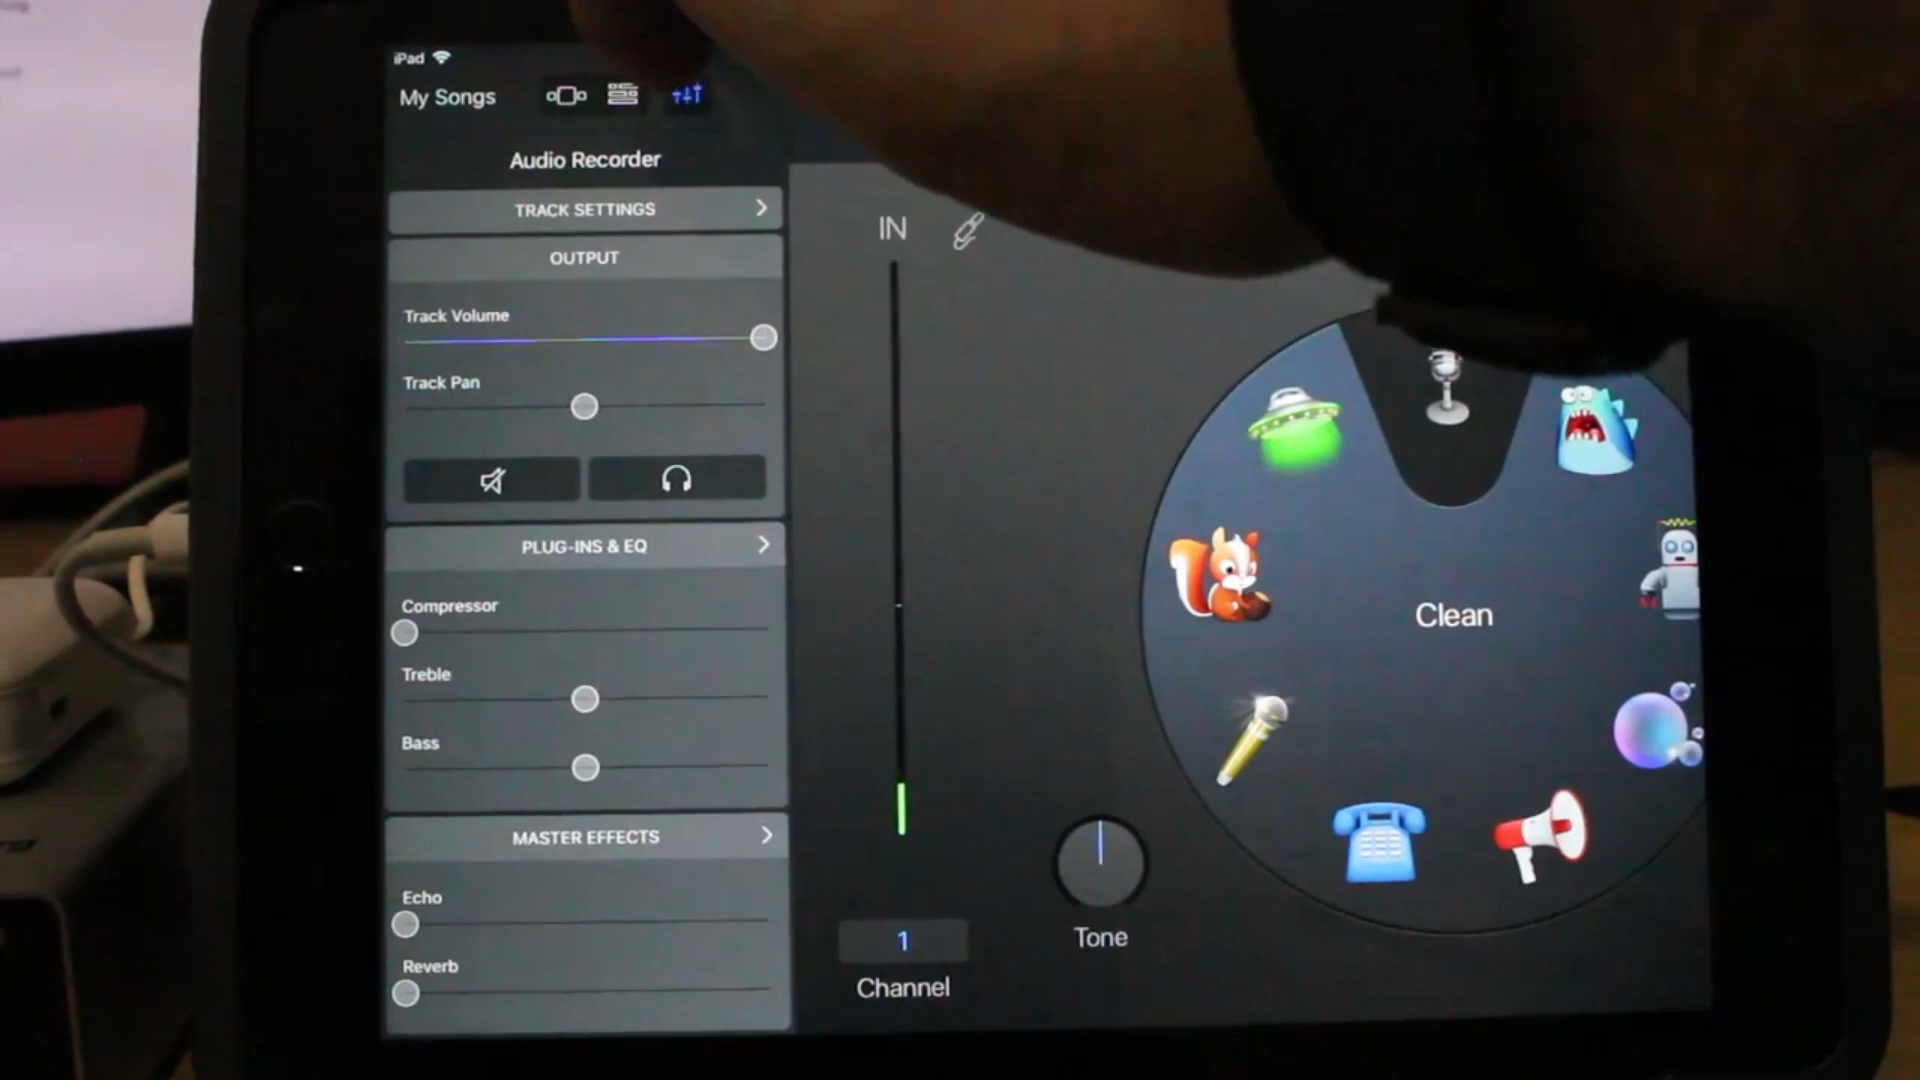 iPad
My Songs
Audio Recorder
TRACK SETTINGS
OUTPUT
Track Volume
Track Pan
PLUG-INS & EQ
Compressor
Treble
Bass
MASTER EFFECTS
Echo
Reverb
IN
1
Channel
Tone
Clean